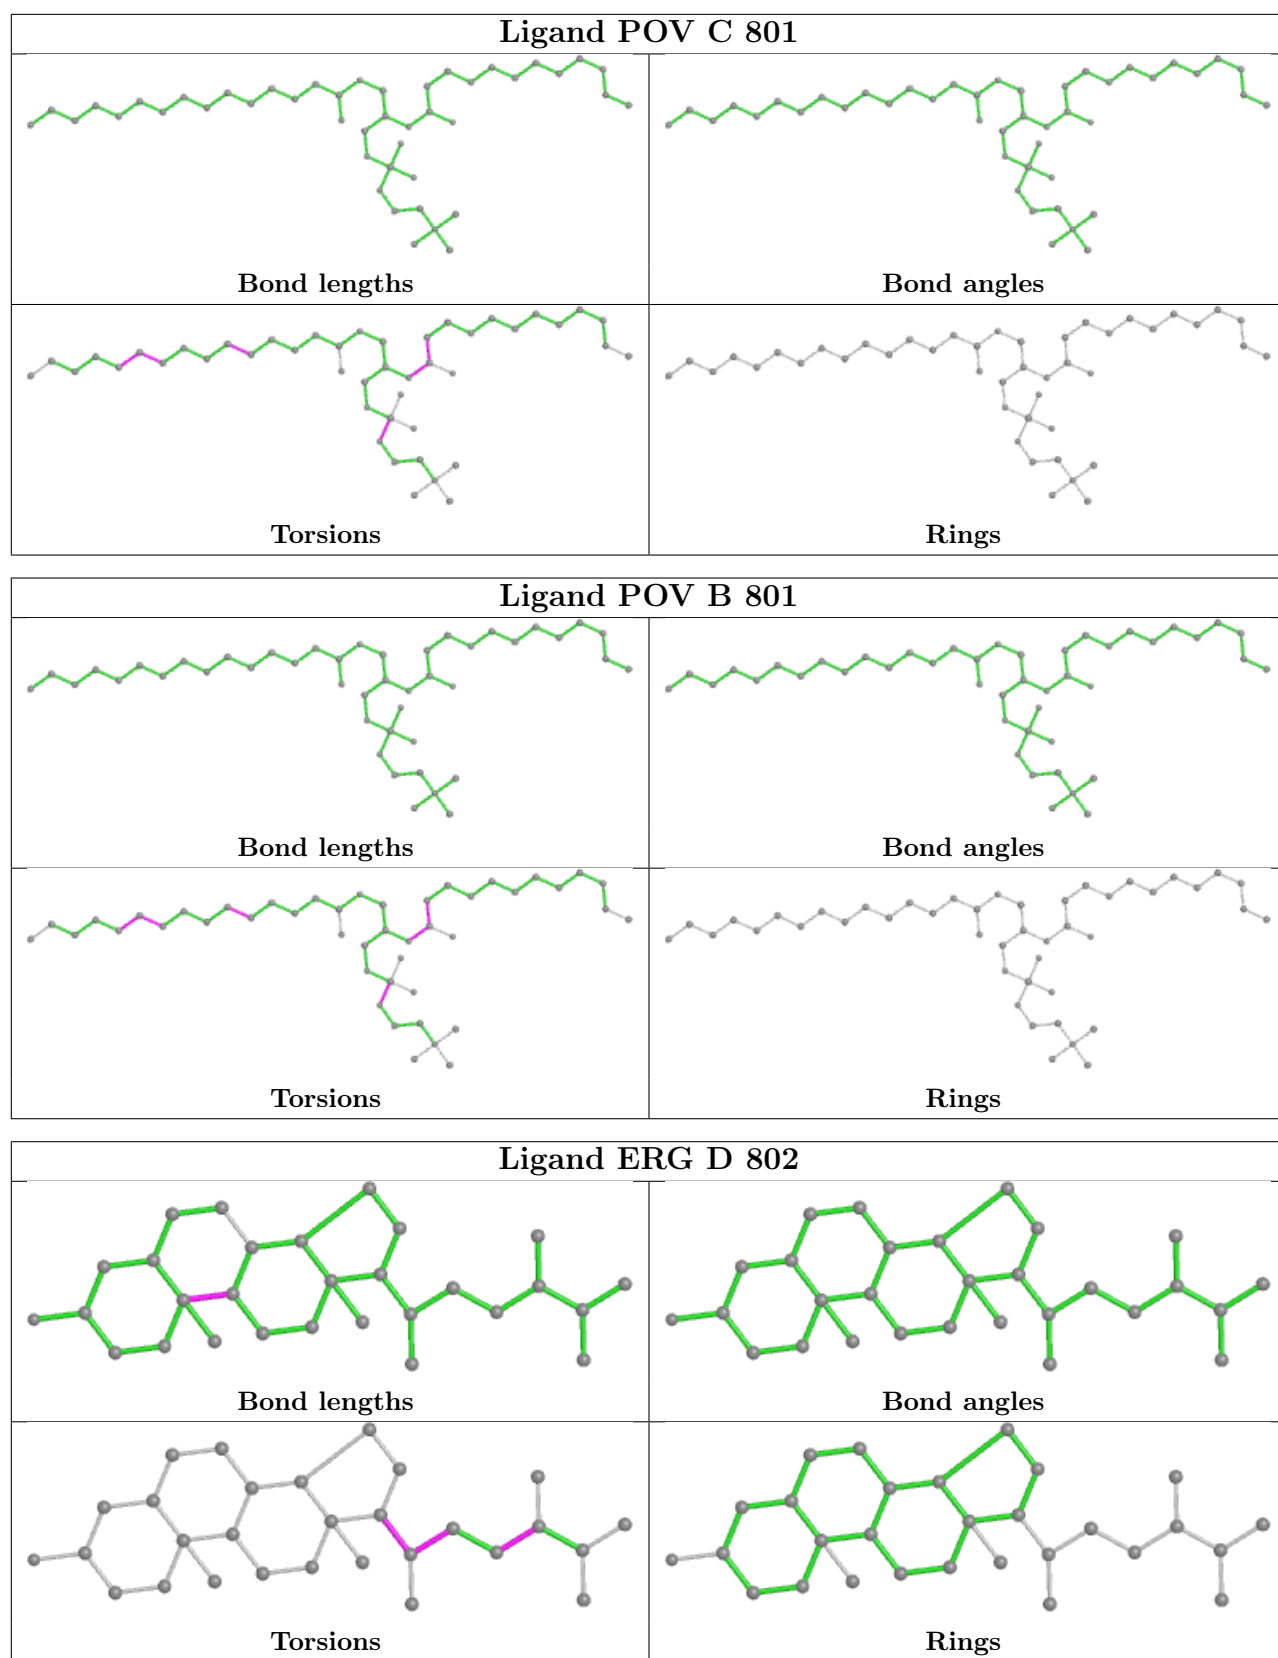 Ligand POV C 801
Bond lengths
Bond angles
Torsions
Rings
Ligand POV B 801
Bond lengths
Bond angles
Torsions
Rings
Ligand ERG D 802
Bond lengths
Bond angles
Torsions
Rings